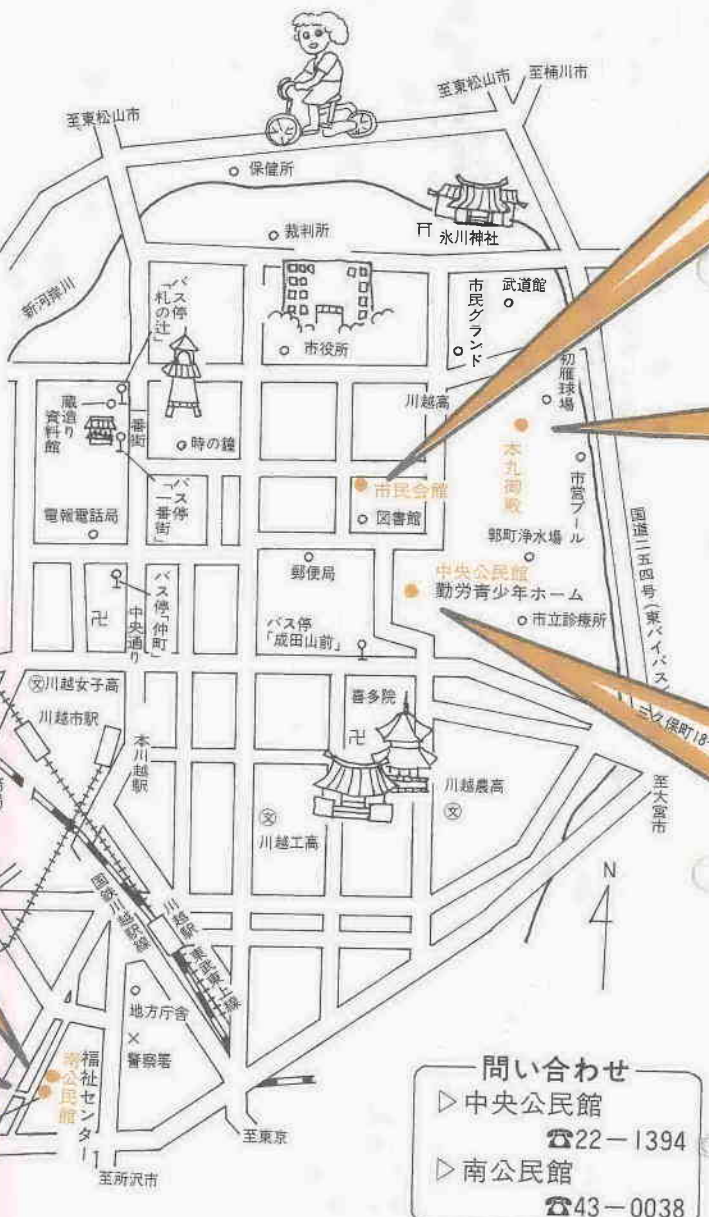 至東松山市
至桶川市
至東松山市
保健所
裁判所
氷川神社
新河岸川
バス停
「札の辻」
市役所
市民グランド
武道館
初雁球場
蔵造り
資料館
一番街
時の鐘
バス停
「一番街」
川越高
本丸御殿
市営プール
市民会館
図書館
電報電話局
郭町浄水場
国道二五四号(東バイパス)
郵便局
中央公民館
勤労青少年ホーム
バス停「仲町」
中央通り
バス停
「成田山前」
市立診療所
三久保町18
川越女子高
文
川越市駅
本川越駅
喜多院
川越農高
文
至大宮市
文
川越工高
N
国鉄川越線
川越駅
東武東上線
地方庁舎
警察署
福祉センター
南公民館
至東京
至所沢市
問い合わせ
▷中央公民館
☎22-1394
▷南公民館
☎43-0038